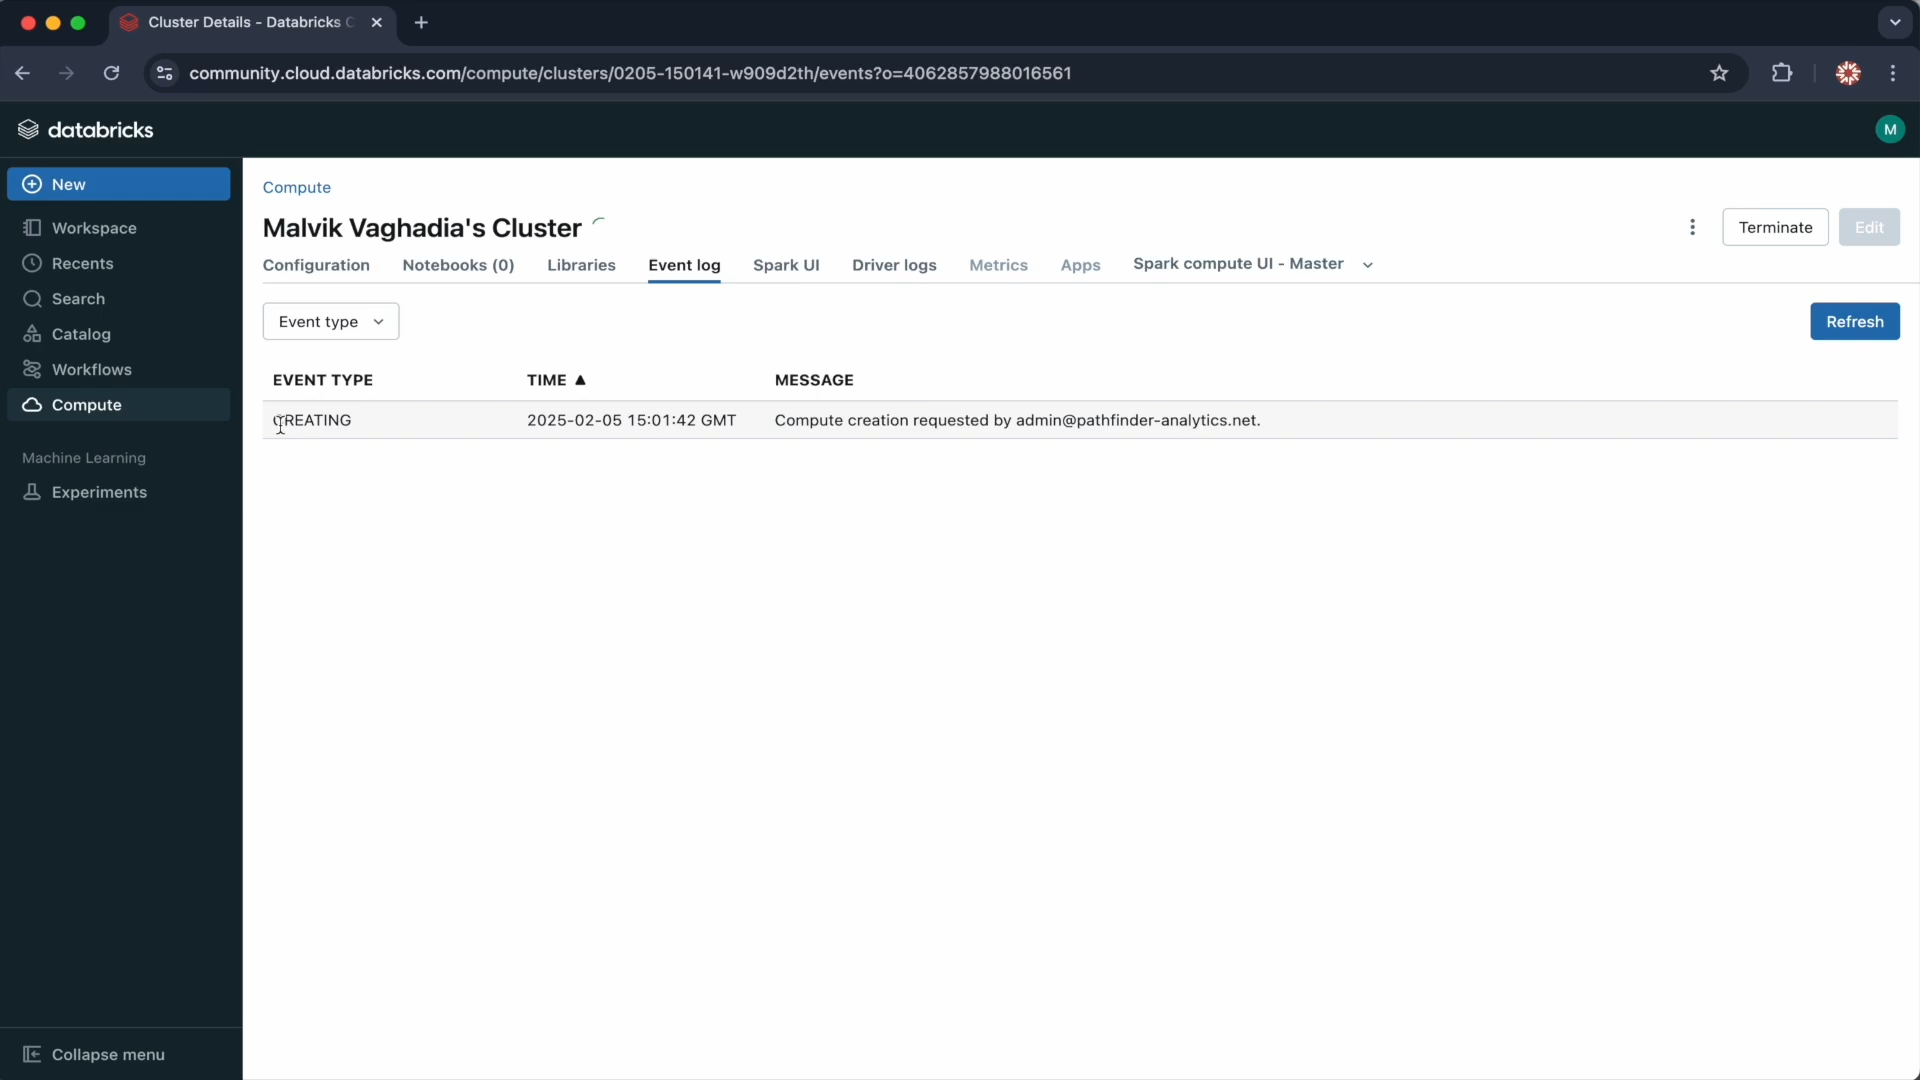 Cluster Details - Databricks C
community.cloud.databricks.com/compute/clusters/0205-150141-w909d2th/events?o=4062857988016561
databricks
M
New
Workspace
Recents
Search
Catalog
Workflows
Compute
Machine Learning
Experiments
Collapse menu
Compute
Malvik Vaghadia's Cluster
Terminate
Edit
Configuration
Notebooks (0)
Libraries
Event log
Spark UI
Driver logs
Metrics
Apps
Spark compute UI - Master
Event type
Refresh
EVENT TYPE TIME ▲ MESSAGE
CREATING 2025-02-05 15:01:42 GMT Compute creation requested by admin@pathfinder-analytics.net.